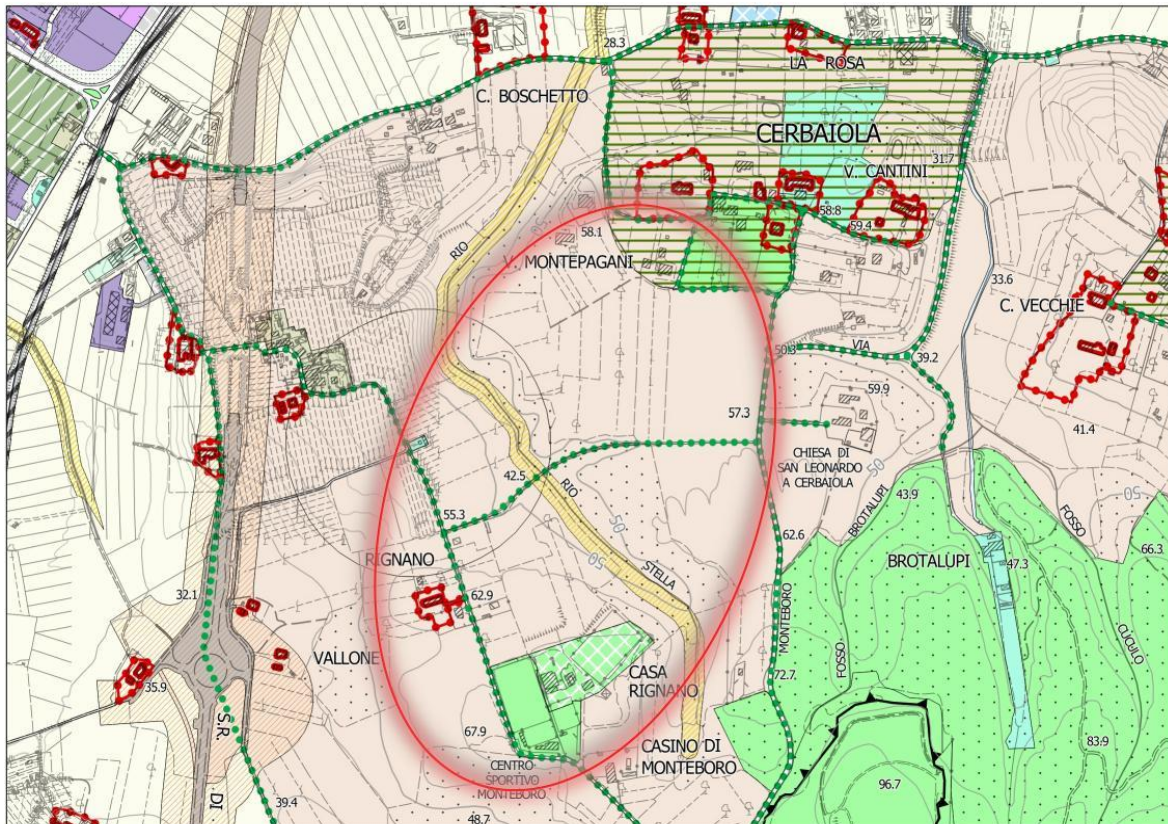 28.3
LA ROSA
C. BOSCHETTO
CERBAIOLA
31.7
V. CANTINI
58.8
59.4
58.1
RIO
V. MONTEPAGANI
33.6
C. VECCHIE
50.3
VIA
39.2
59.9
57.3
41.4
CHIESA DI
SAN LEONARDO
A CERBAIOLA
50
42.5
RIO
43.9
BROTALUPI
50
FOSSO
55.3
50
62.6
66.3
RIGNANO
50
BROTALUPI
47.3
STELLA
32.1
62.9
MONTEBORO
FOSSO
CUCULO
VALLONE
CASA
RIGNANO
72.7
35.9
S.R.
DI
67.9
CASINO DI
MONTEBORO
83.9
CENTRO
SPORTIVO
MONTEBORO
96.7
39.4
48.7